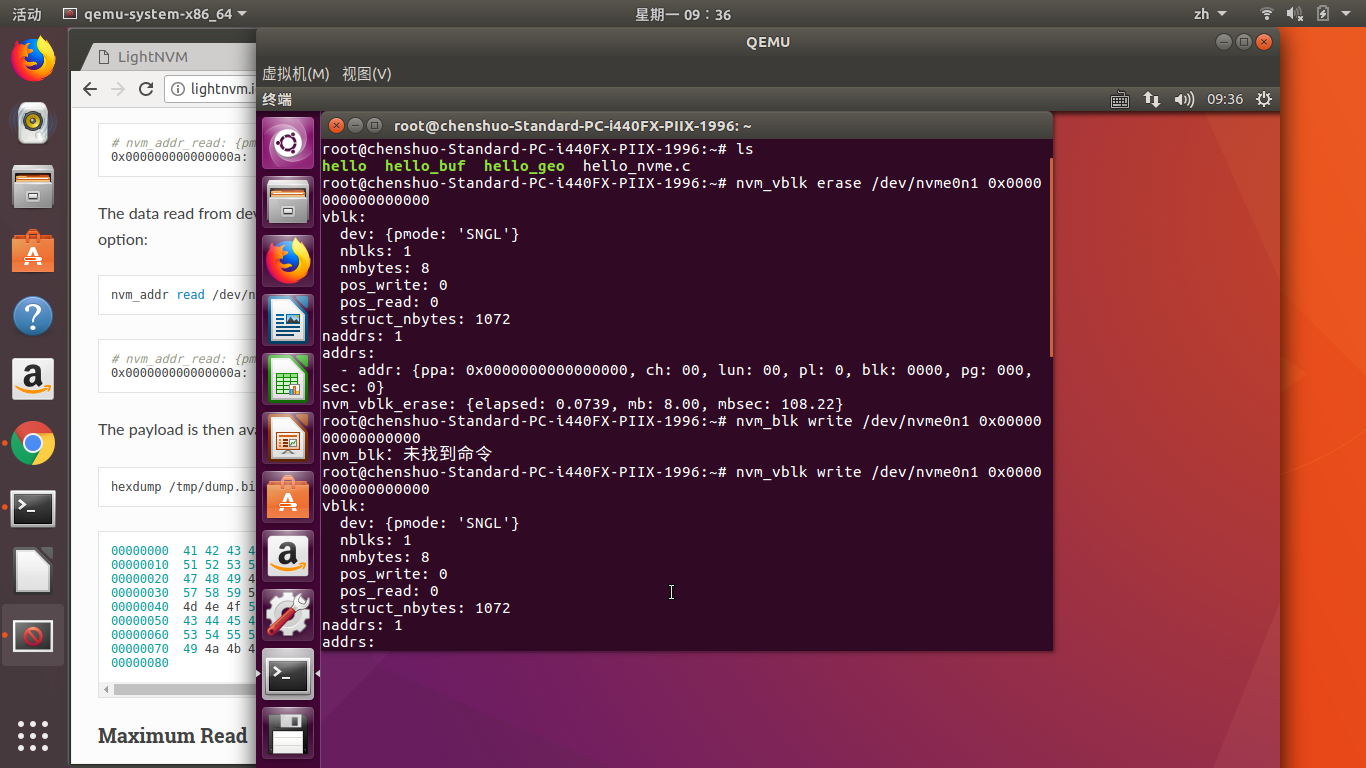 活动
qemu-system-x86_64
星期一 09：36
zh
LightNVM
lightnvm.i
# nvm_addr_read: {pm
0x000000000000000a:
The data read from dev
option:
nvm_addr read /dev/n
# nvm_addr_read: {pm
0x000000000000000a:
The payload is then ava
hexdump /tmp/dump.bi
00000000 41 42 43 4
00000010 51 52 53 5
00000020 47 48 49 4
00000030 57 58 59 5
00000040 4d 4e 4f 5
00000050 43 44 45 4
00000060 53 54 55 5
00000070 49 4a 4b 4
00000080
Maximum Read
QEMU
虚拟机(M) 视图(V)
终端
09:36
root@chenshuo-Standard-PC-i440FX-PIIX-1996: ~
root@chenshuo-Standard-PC-i440FX-PIIX-1996:~# ls
hello hello_buf hello_geo hello_nvme.c
root@chenshuo-Standard-PC-i440FX-PIIX-1996:~# nvm_vblk erase /dev/nvme0n1 0x0000
000000000000
vblk:
dev: {pmode: 'SNGL'}
nblks: 1
nmbytes: 8
pos_write: 0
pos_read: 0
struct_nbytes: 1072
naddrs: 1
addrs:
- addr: {ppa: 0x0000000000000000, ch: 00, lun: 00, pl: 0, blk: 0000, pg: 000,
sec: 0}
nvm_vblk_erase: {elapsed: 0.0739, mb: 8.00, mbsec: 108.22}
root@chenshuo-Standard-PC-i440FX-PIIX-1996:~# nvm_blk write /dev/nvme0n1 0x00000
00000000000
nvm_blk：未找到命令
root@chenshuo-Standard-PC-i440FX-PIIX-1996:~# nvm_vblk write /dev/nvme0n1 0x0000
000000000000
vblk:
dev: {pmode: 'SNGL'}
nblks: 1
nmbytes: 8
pos_write: 0
pos_read: 0
struct_nbytes: 1072
naddrs: 1
addrs: